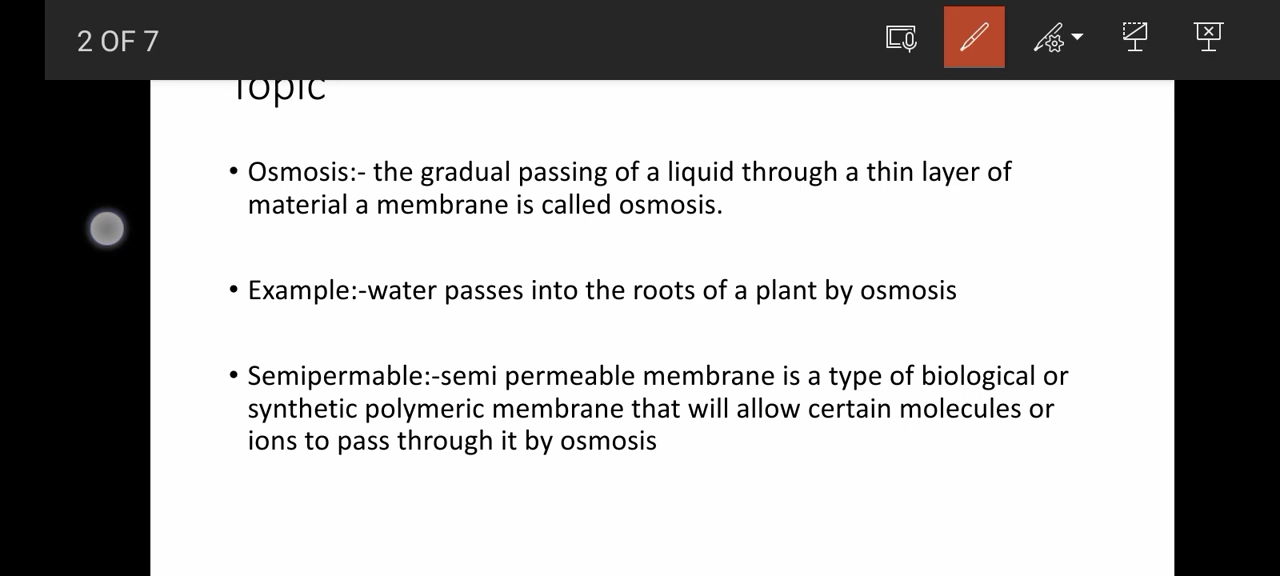 2 OF 7
Topic
• Osmosis:- the gradual passing of a liquid through a thin layer of
material a membrane is called osmosis.
• Example:-water passes into the roots of a plant by osmosis
• Semipermable:-semi permeable membrane is a type of biological or
synthetic polymeric membrane that will allow certain molecules or
ions to pass through it by osmosis